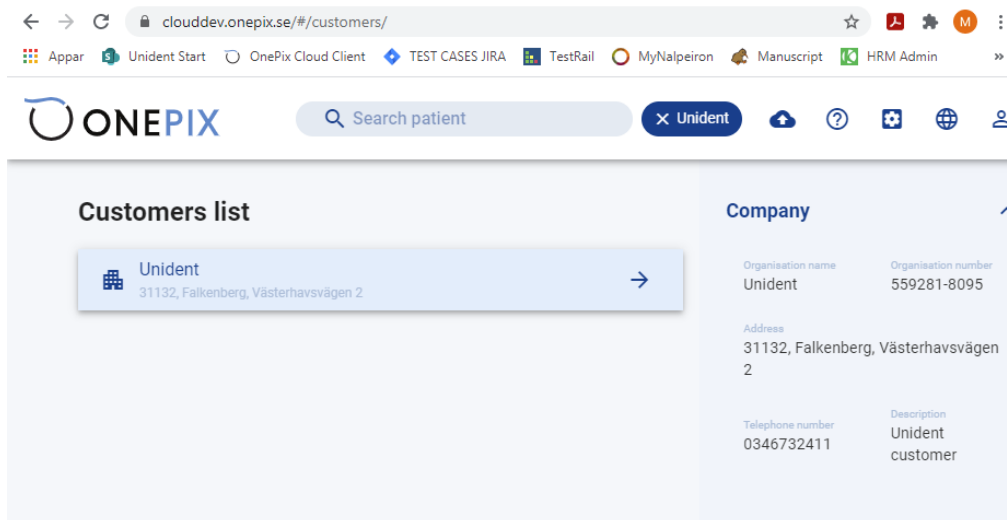 clouddev.onepix.se/#/customers/
M
Appar Unident Start OnePix Cloud Client TEST CASES JIRA TestRail MyNalpeiron Manuscript HRM Admin »
ONEPIX Search patient × Unident
Customers list
Unident
31132, Falkenberg, Västerhavsvägen 2
Company
Organisation name Organisation number
Unident 559281-8095
Address
31132, Falkenberg, Västerhavsvägen
2
Telephone number Description
0346732411 Unident
customer